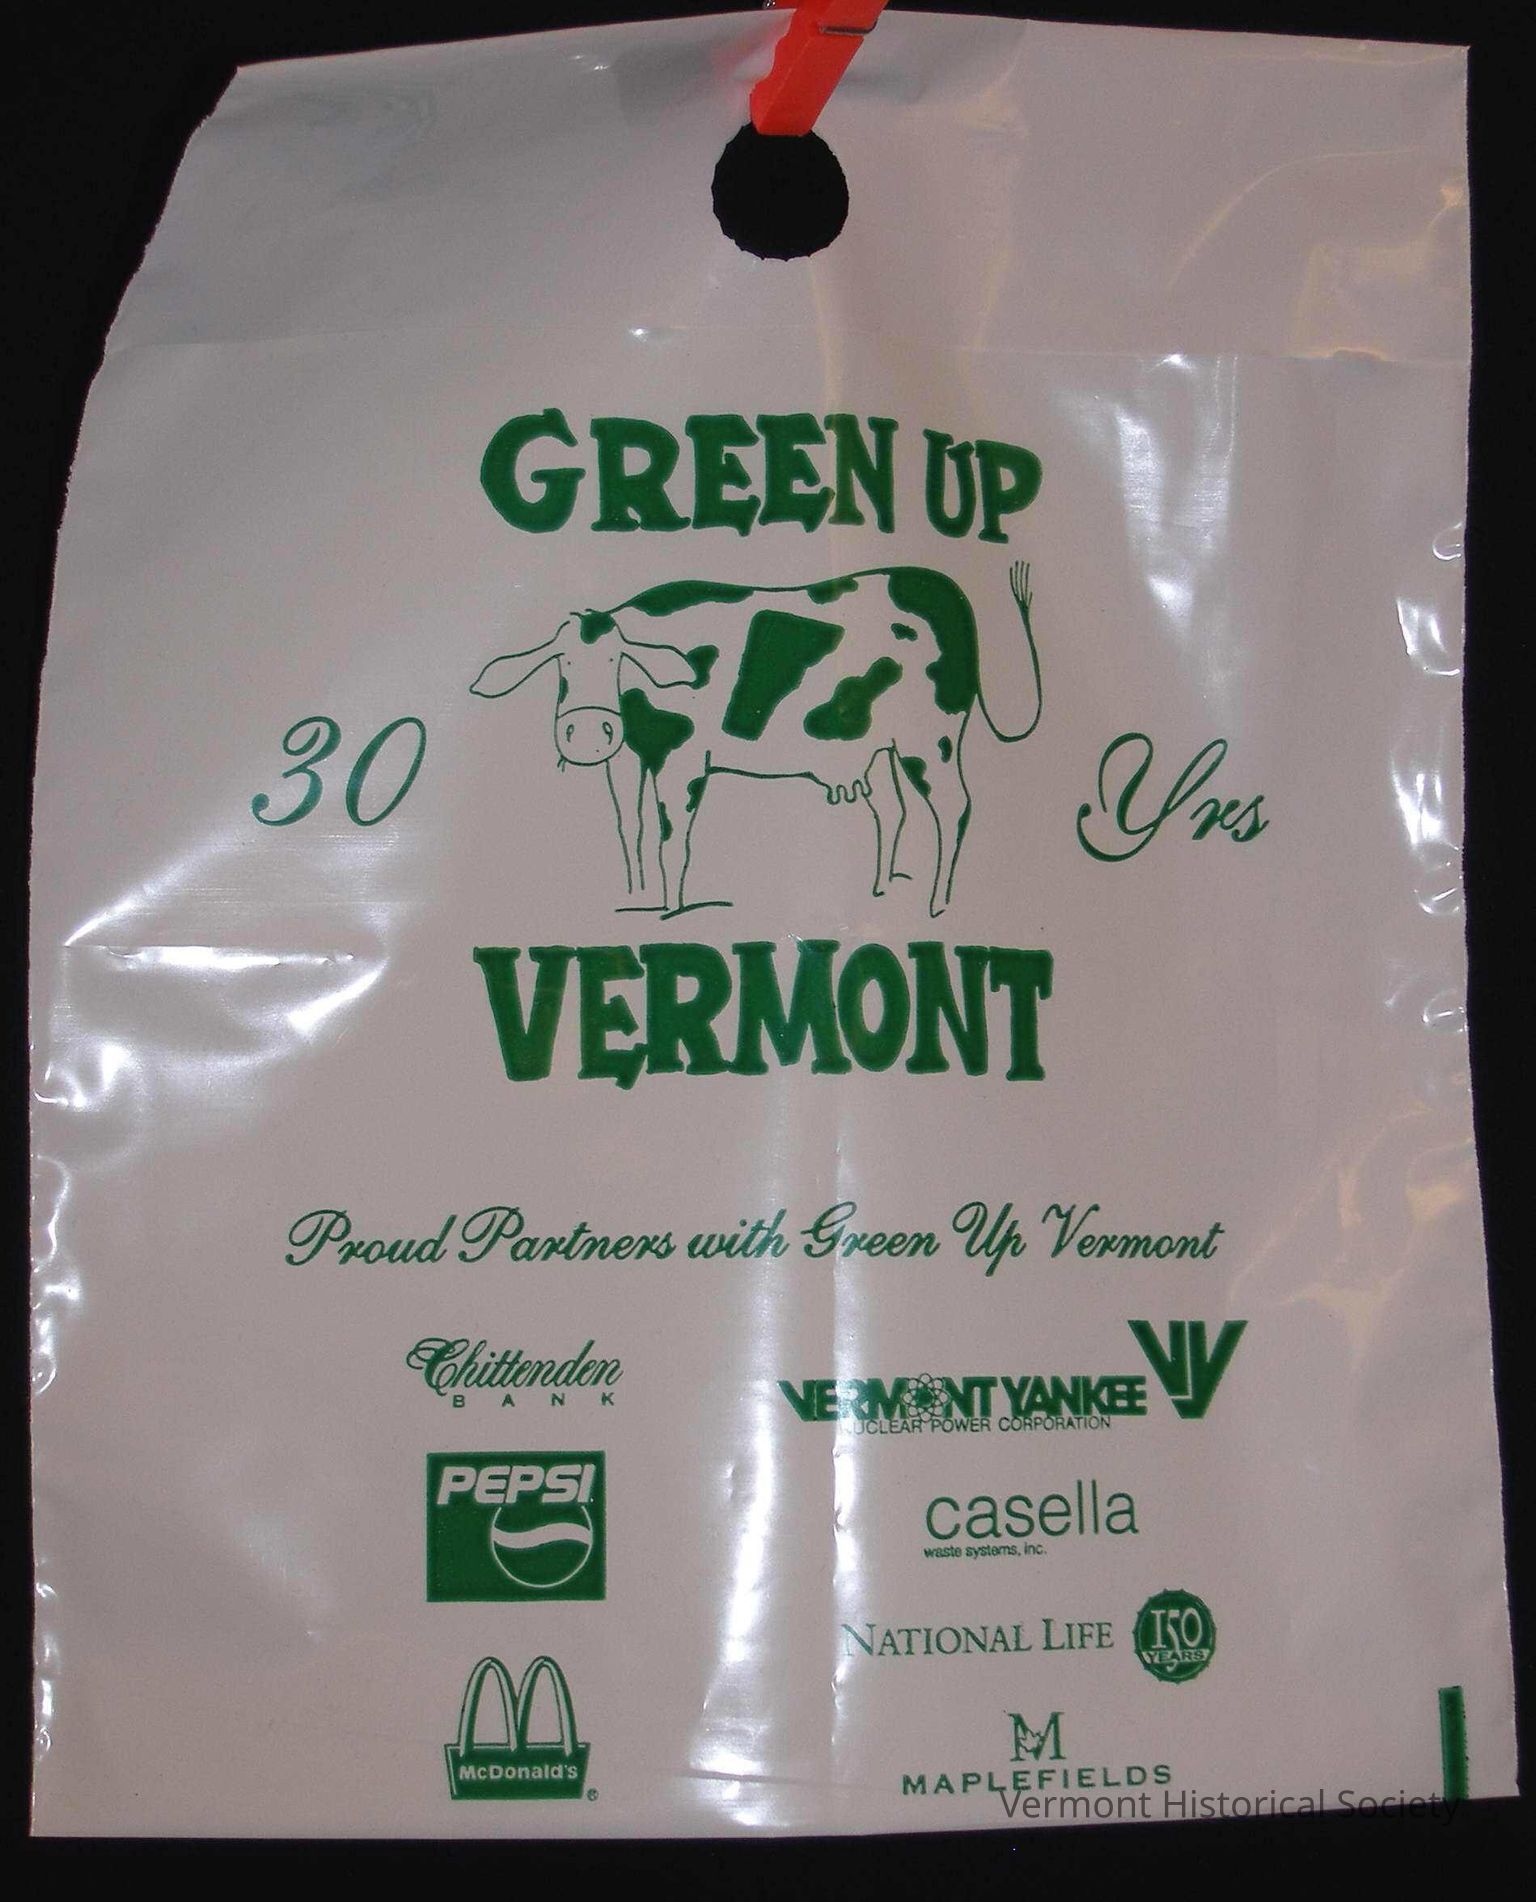 GREEN UP
30 Yrs
VERMONT
Proud Partners with Green Up Vermont
Chittenden
BANK
VERMONT YANKEE VY
NUCLEAR POWER CORPORATION
PEPSI
casella
waste systems, inc.
NATIONAL LIFE
150
YEARS
McDonald's ®
M
MAPLEFIELDS
Vermont Historical Society